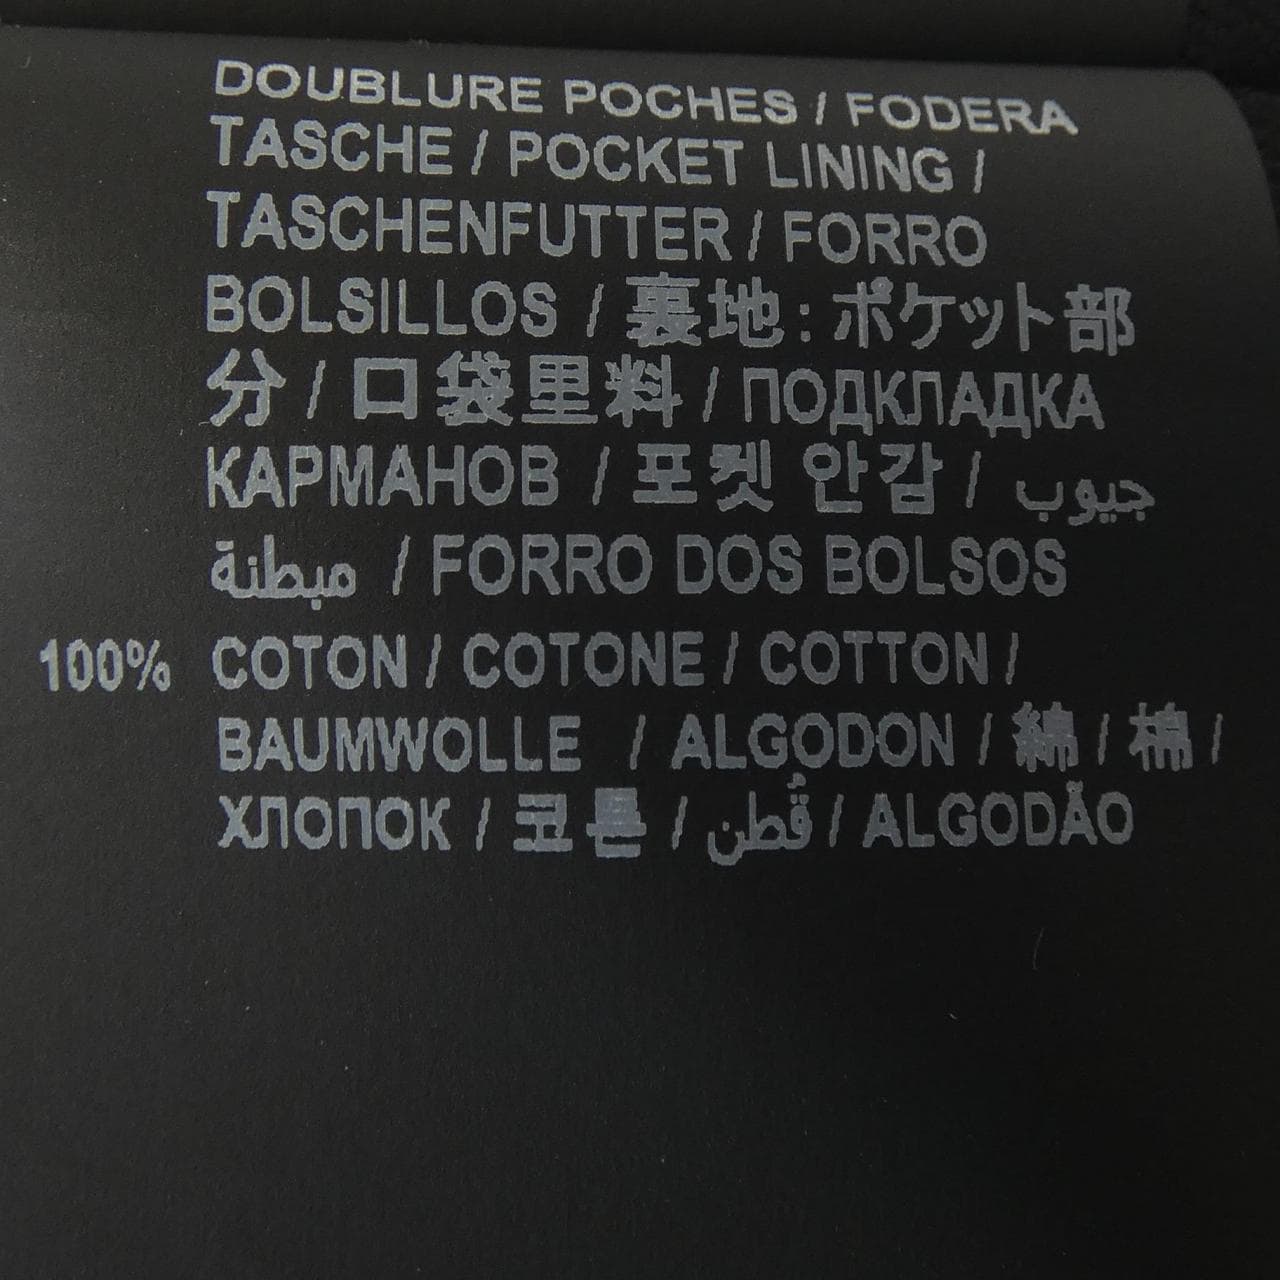 DOUBLURE POCHES / FODERA
TASCHE / POCKET LINING /
TASCHENFUTTER / FORRO
BOLSILLOS / 裏地:ポケット部
分 / 口袋里料 / ПОДКЛАДКА
КАРМАНОВ / 포켓 안감 / جيوب
مبطنة / FORRO DOS BOLSOS
100% COTON / COTONE / COTTON /
BAUMWOLLE / ALGODON / 綿 / 棉 /
ХЛОПОК / 코튼 / قُطن / ALGODÃO